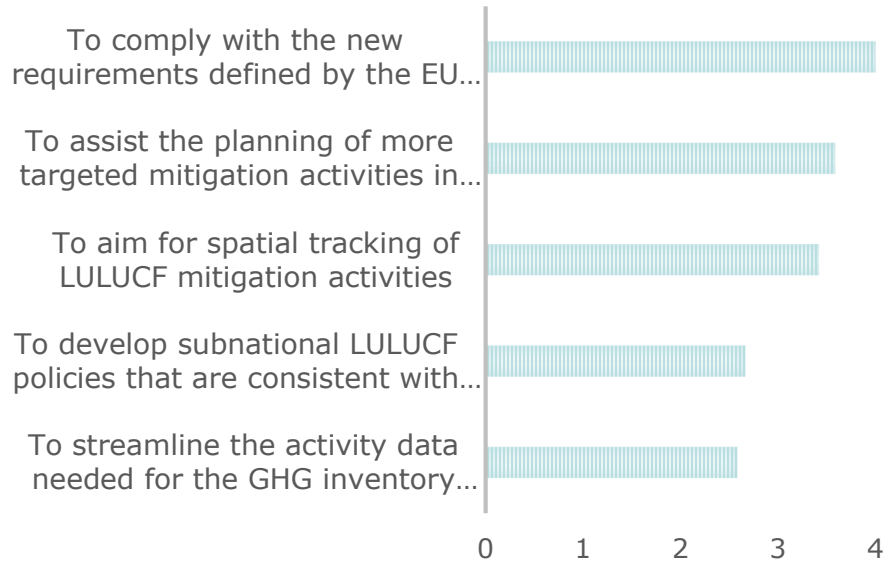 To comply with the new
requirements defined by the EU…
To assist the planning of more
targeted mitigation activities in…
To aim for spatial tracking of
LULUCF mitigation activities
To develop subnational LULUCF
policies that are consistent with…
To streamline the activity data
needed for the GHG inventory…
0 1 2 3 4